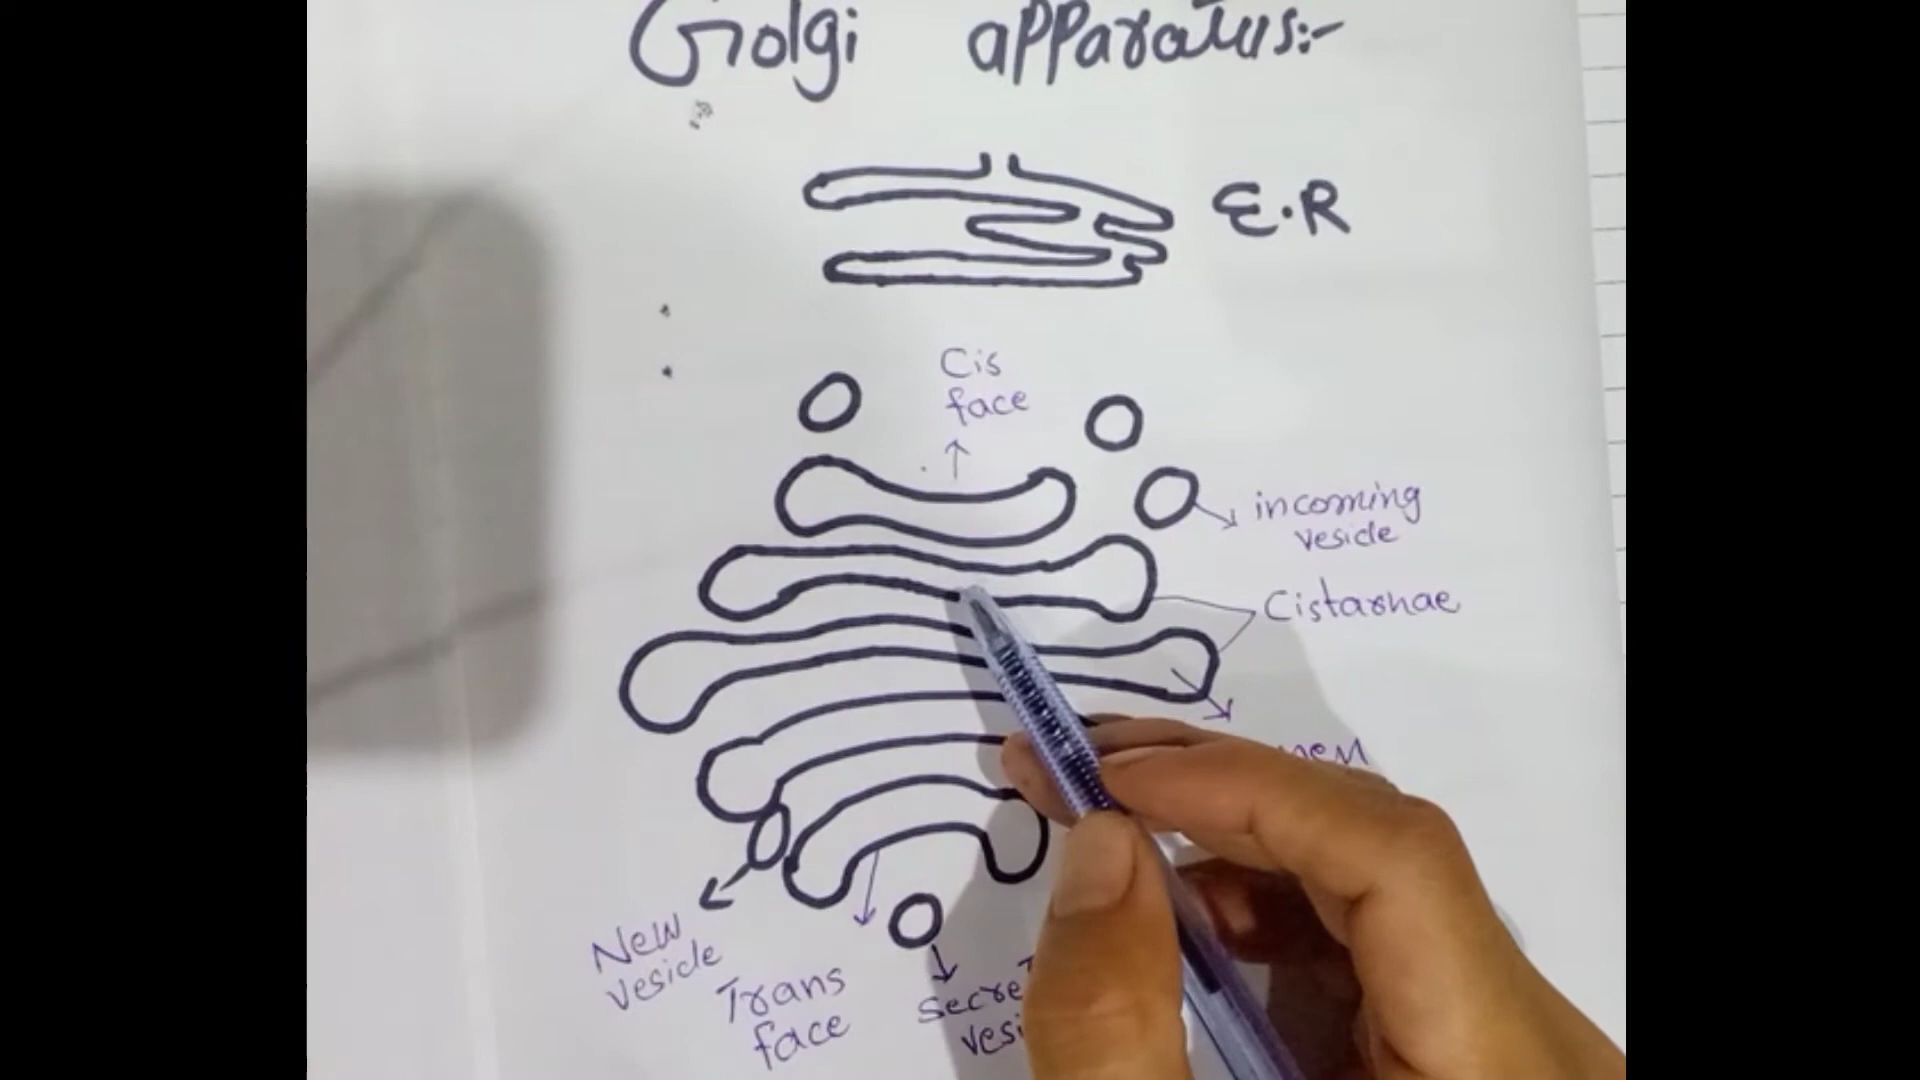 Golgi apparatus:-
E.R
Cis
face
incoming
vesicle
Cistarnae
New
vesicle
Trans
face